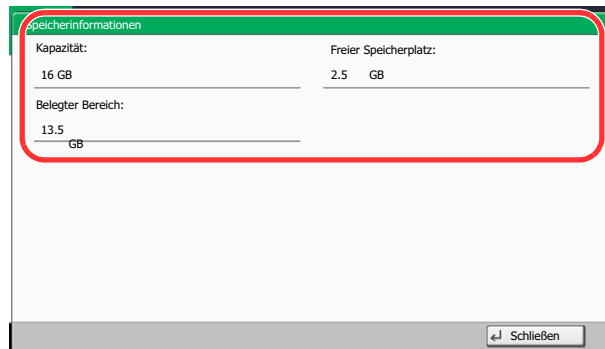 Speicherinformationen
Kapazität:
Freier Speicherplatz:
16 GB
2.5 GB
Belegter Bereich:
13.5
GB
Schließen